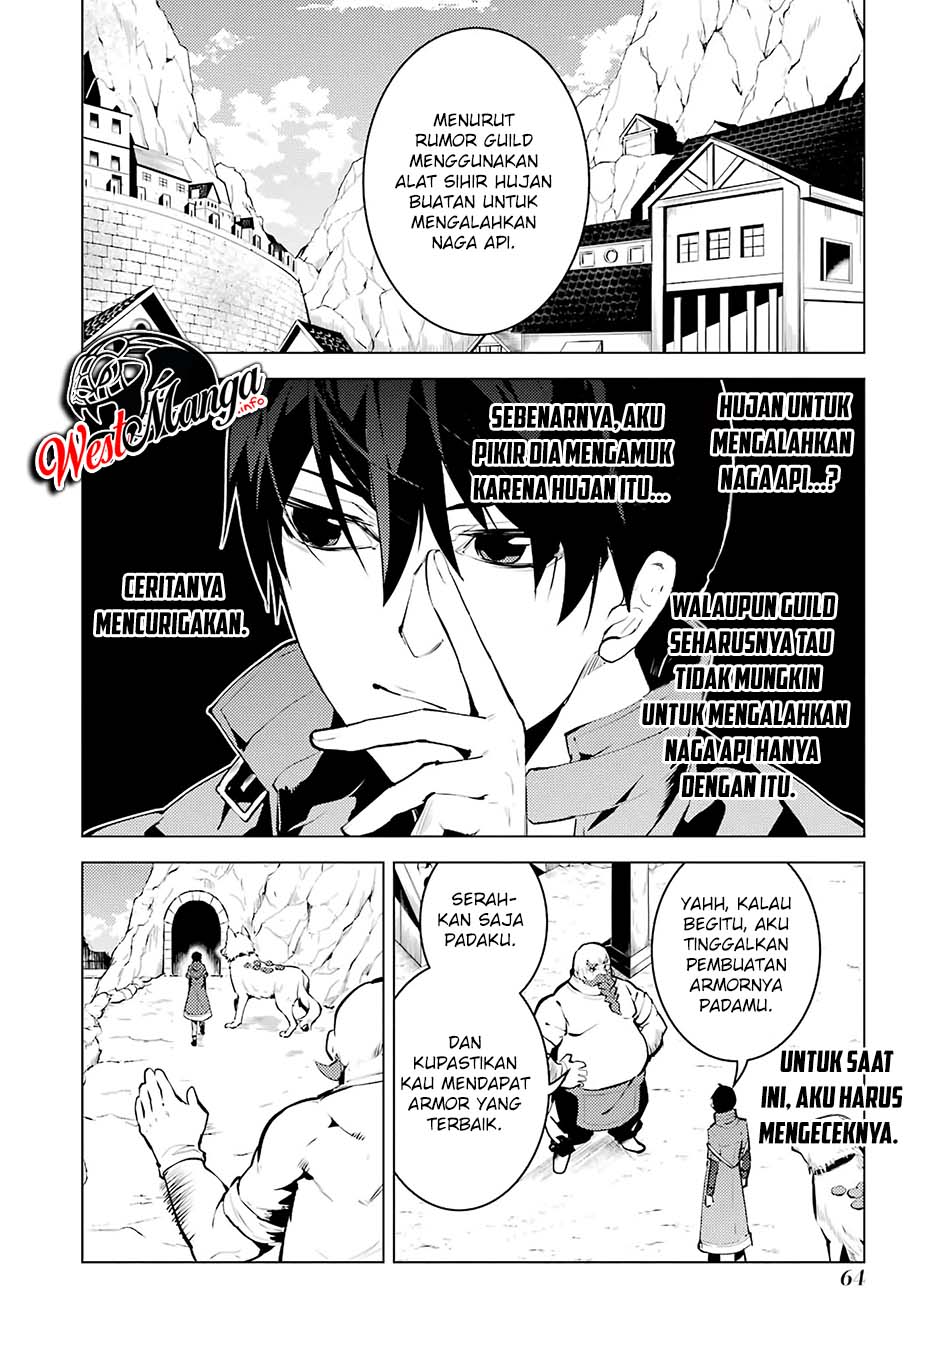 MENURUT
RUMOR GUILD
MENGGUNAKAN
ALAT SIHIR HUJAN
BUATAN UNTUK
MENGALAHKAN
NAGA API.
HUJAN UNTUK
MENGALAHKAN
NAGA API...?
SEBENARNYA, AKU
PIKIR DIA MENGAMUK
KARENA HUJAN ITU...
WestManga
.info
WALAUPUN GUILD
SEHARUSNYA TAU
TIDAK MUNGKIN
UNTUK MENGALAHKAN
NAGA API HANYA
DENGAN ITU.
CERITANYA
MENCURIGAKAN.
YAHH, KALAU
BEGITU, AKU
TINGGALKAN
PEMBUATAN
ARMORNYA
PADAMU.
SERAH-
KAN SAJA
PADAKU.
DAN
KUPASTIKAN
KAU MENDAPAT
ARMOR YANG
TERBAIK.
UNTUK SAAT
INI, AKU HARUS
MENGECEKNYA.
64